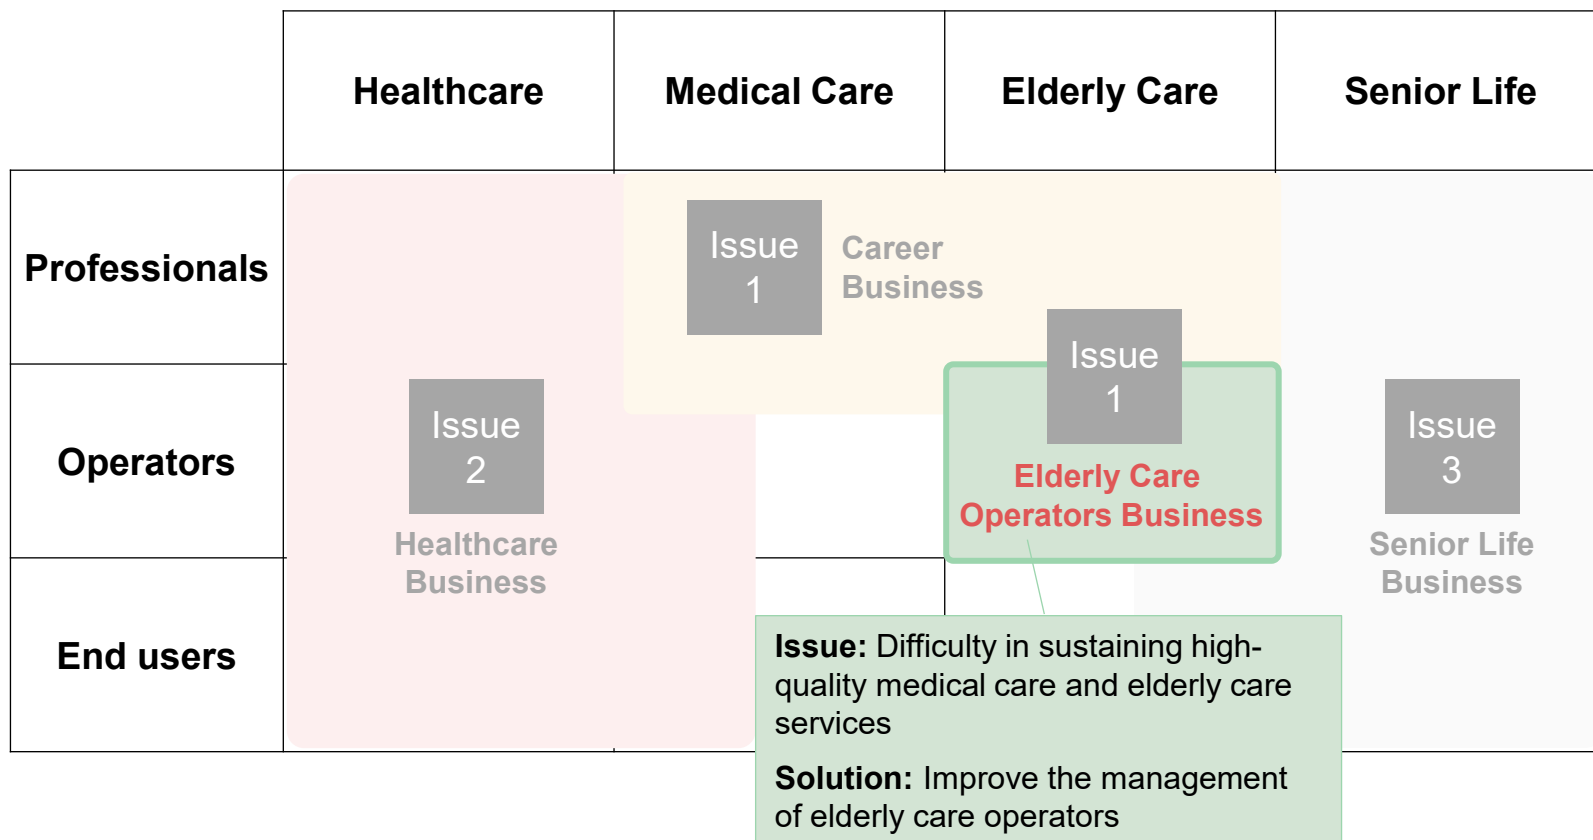 Healthcare
Medical Care
Elderly Care
Senior Life
Professionals
Issue
1
Career
Business
Issue
1
Operators
Issue
2
Healthcare
Business
Elderly Care
Operators Business
Issue
3
Senior Life
Business
End users
Issue: Difficulty in sustaining high-
quality medical care and elderly care
services
Solution: Improve the management
of elderly care operators